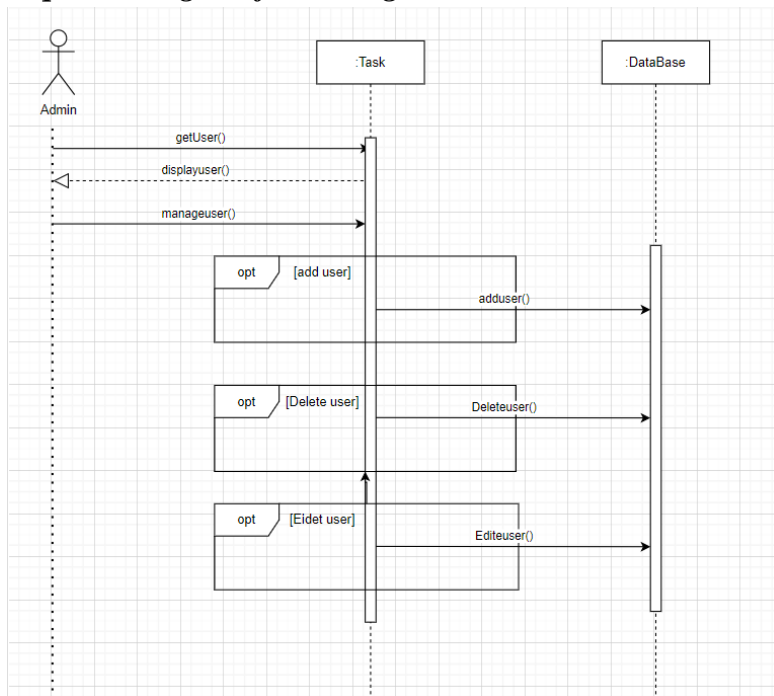 :Task
:DataBase
Admin
getUser()
displayuser()
manageuser()
opt
[add user]
adduser()
opt
[Delete user]
Deleteuser()
opt
[Eidet user]
Editeuser()